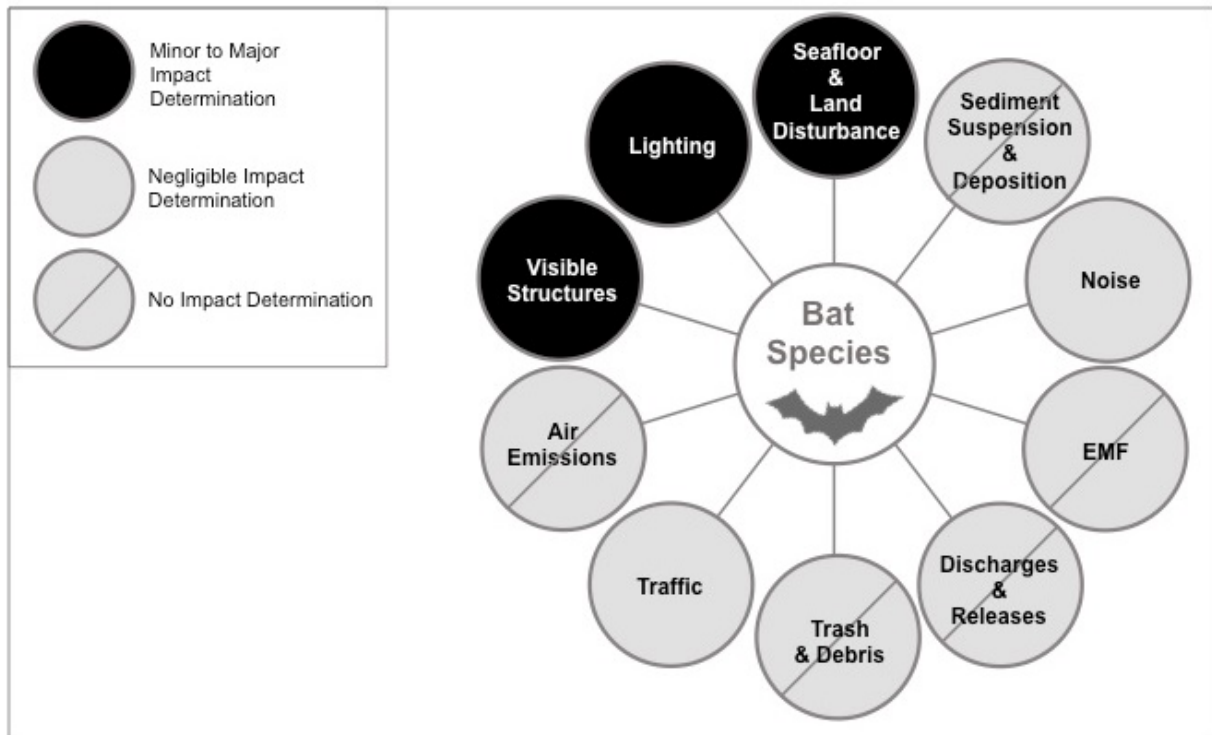 Minor to Major
Impact
Determination
Negligible Impact
Determination
No Impact Determination
Seafloor
&
Land
Disturbance
Sediment
Suspension
&
Deposition
Noise
EMF
Discharges
&
Releases
Trash
& Debris
Traffic
Air
Emissions
Visible
Structures
Lighting
Bat
Species